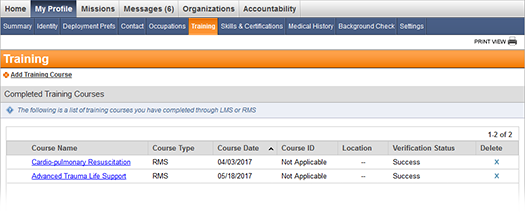 Home My Profile Missions Messages (6) Organizations Accountability
Summary Identity Deployment Prefs Contact Occupations Training Skills & Certifications Medical History Background Check Settings
PRINT VIEW
Training
Add Training Course
Completed Training Courses
? The following is a list of training courses you have completed through LMS or RMS
1-2 of 2
Course Name Course Type Course Date Course ID Location Verification Status Delete
Cardio-pulmonary Resuscitation RMS 04/03/2017 Not Applicable -- Success X
Advanced Trauma Life Support RMS 05/18/2017 Not Applicable -- Success X